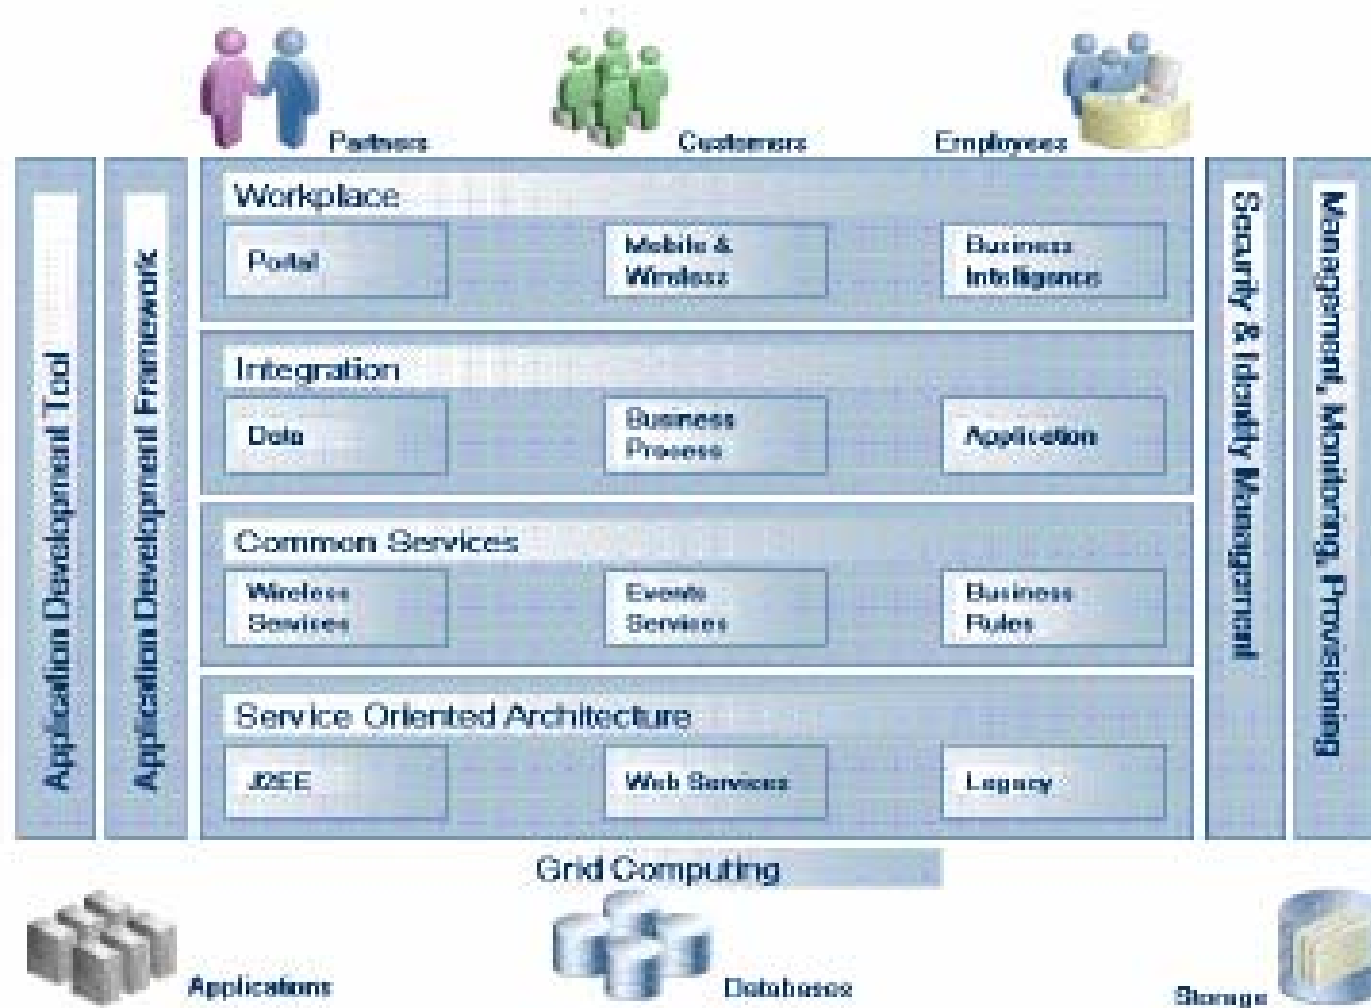 Partners
Customers
Employees
Application Development Tool
Application Development Framework
Workplace
Portal
Mobile &
Wireless
Business
Intelligence
Integration
Data
Business
Process
Application
Common Services
Wireless
Services
Events
Services
Business
Rules
Service Oriented Architecture
J2EE
Web Services
Legacy
Security & Identity Management
Management, Monitoring, Provisioning
Grid Computing
Applications
Databases
Storage